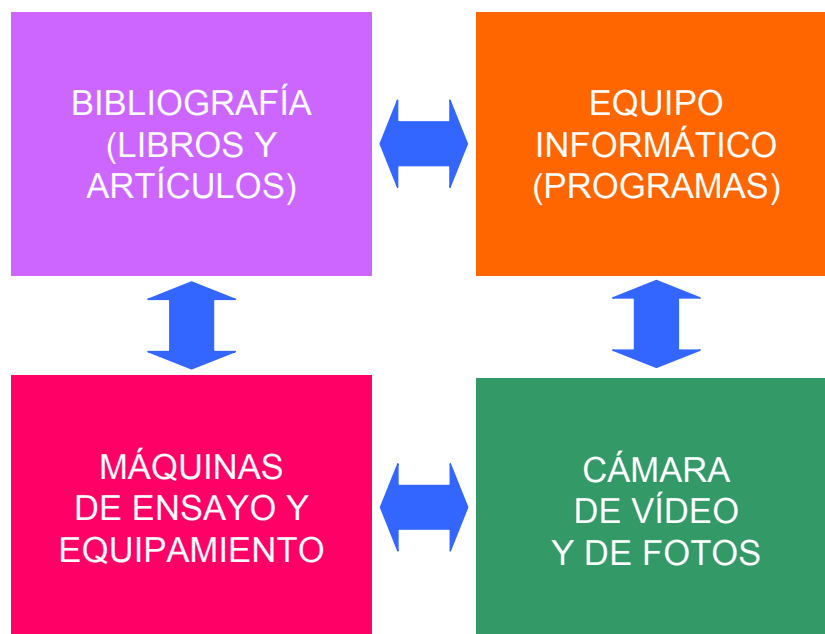 BIBLIOGRAFÍA
(LIBROS Y
ARTÍCULOS)
EQUIPO
INFORMÁTICO
(PROGRAMAS)
MÁQUINAS
DE ENSAYO Y
EQUIPAMIENTO
CÁMARA
DE VÍDEO
Y DE FOTOS